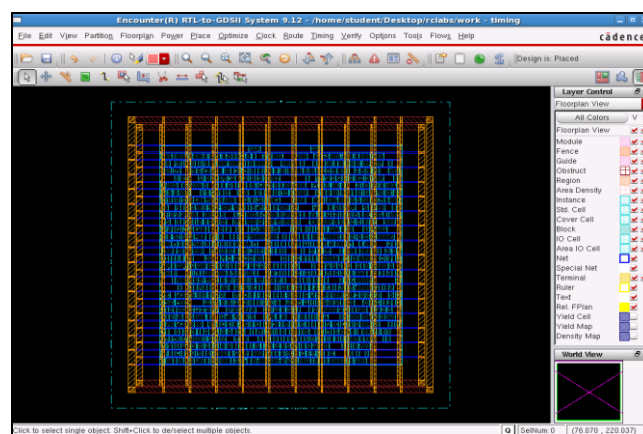 Encounter(R) RTL-to-GDSII System 9.12 - /home/student/Desktop/rclabs/work - timing
File Edit View Partition Floorplan Power Place Optimize Clock Route Timing Verify Options Tools Flows Help
cādence
Design is: Placed
Layer Control
Floorplan View
All Colors V
Floorplan View
Module
Fence
Guide
Obstruct
Region
Area Density
Instance
Std. Cell
Cover Cell
Block
IO Cell
Area IO Cell
Net
Special Net
Terminal
Ruler
Text
Rel. FPlan
Yield Cell
Yield Map
Density Map
World View
Click to select single object. Shift+Click to de/select multiple objects.
Q SelNum: 0 (76.070 , 220.037)